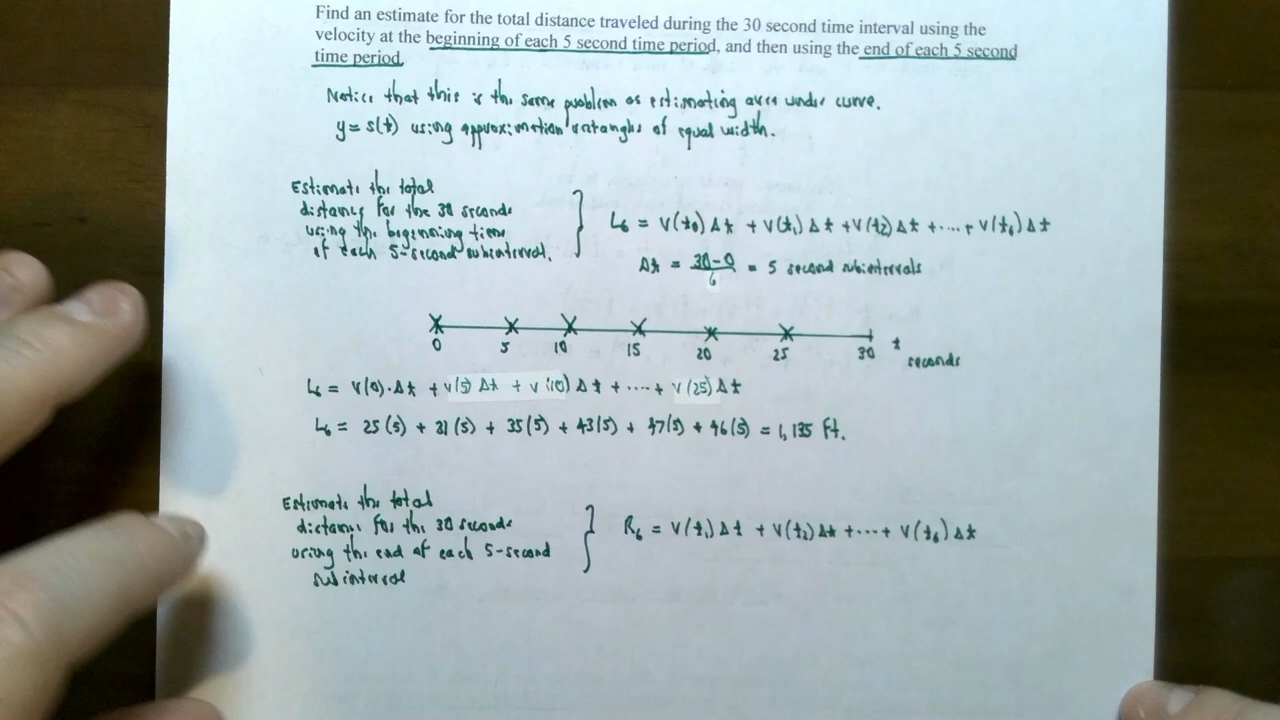 Find an estimate for the total distance traveled during the 30 second time interval using the
velocity at the beginning of each 5 second time period, and then using the end of each 5 second
time period.
Notice that this is the same problem as estimating area under curve.
y = s(t) using approximation rectangles of equal width.
Estimate the total
distance for the 30 seconds
using the beginning time
of each 5-second subinterval.
L₆ = V(t₀) Δt + V(t₁) Δt + V(t₂) Δt + .... + V(t₆) Δt
Δt = (30-0)/6 = 5 second subintervals
0 5 10 15 20 25 30 t
seconds
L₆ = V(0)·Δt + V(5) Δt + V(10) Δt + .... + V(25) Δt
L₆ = 25(5) + 31(5) + 35(5) + 43(5) + 47(5) + 46(5) = 1,135 Ft.
Estimate the total
distance for the 30 seconds
using the end of each 5-second
subinterval
R₆ = V(t₁) Δt + V(t₂) Δt + .... + V(t₆) Δt